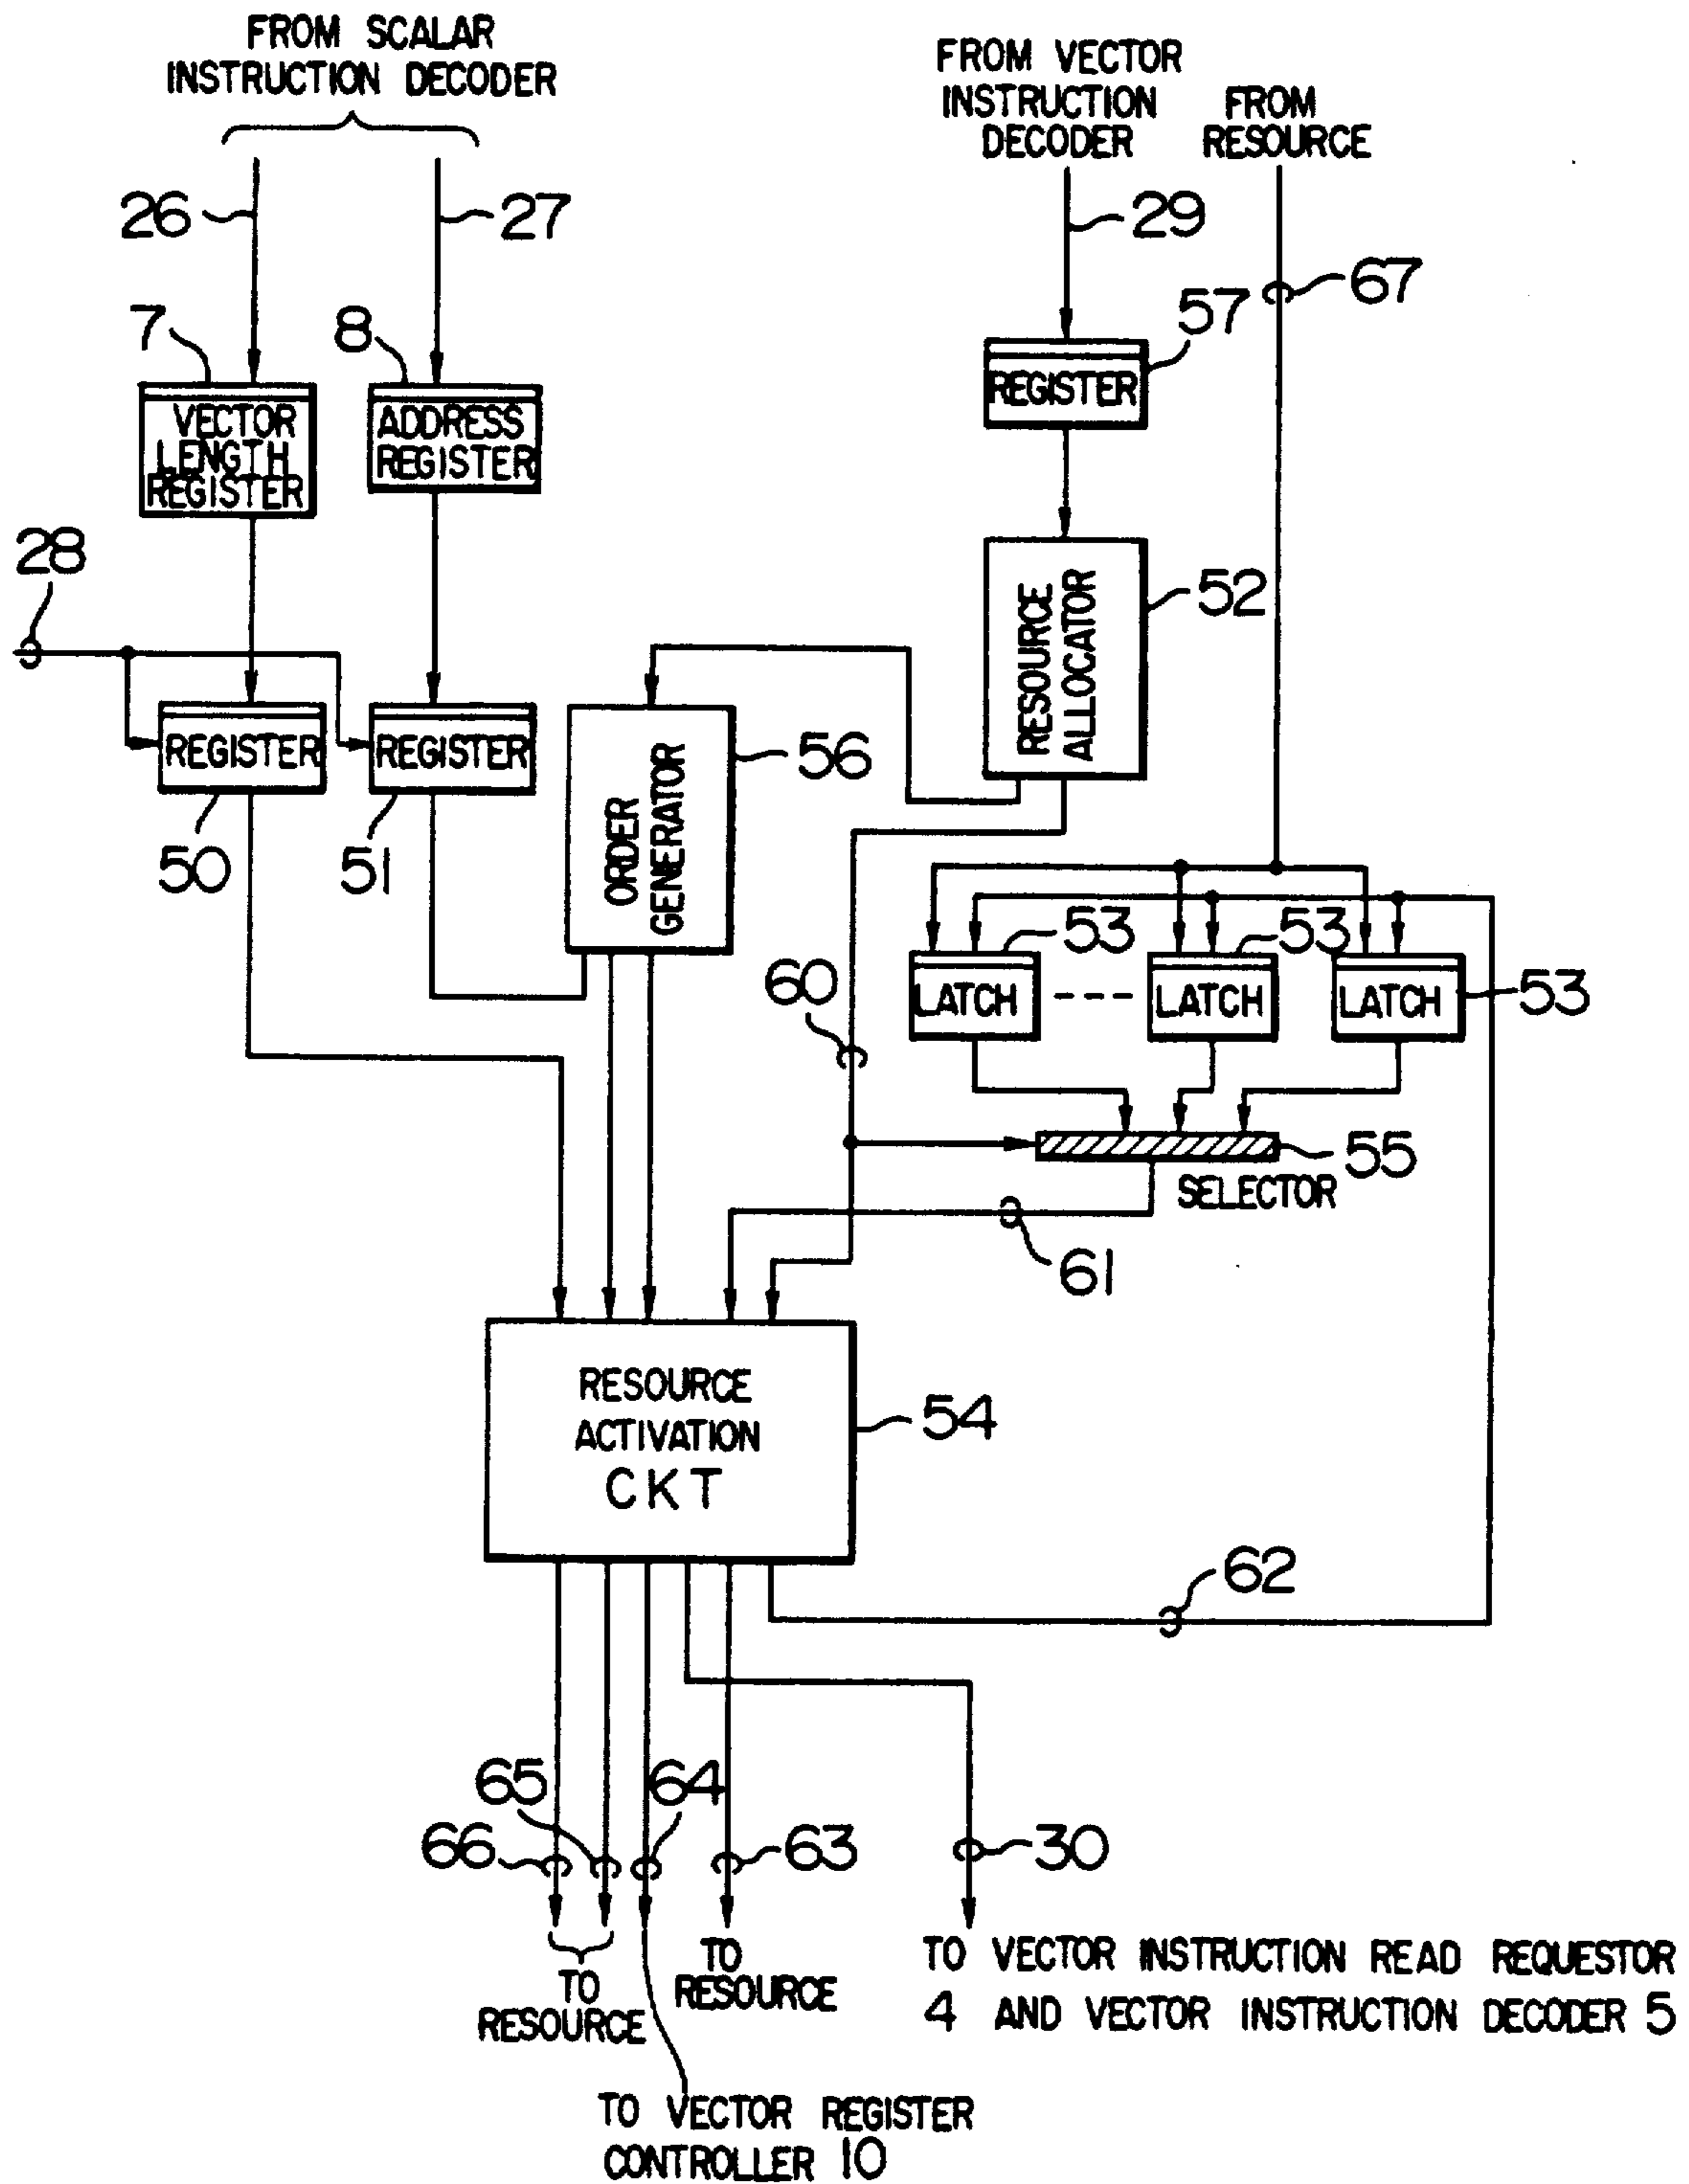 FROM SCALAR
INSTRUCTION DECODER
FROM VECTOR
INSTRUCTION
DECODER
FROM
RESOURCE
26
27
29
67
7
8
57
VECTOR
LENGTH
REGISTER
ADDRESS
REGISTER
REGISTER
28
RESOURCE
ALLOCATOR
52
REGISTER
REGISTER
ORDER
GENERATOR
56
50
51
53
53
53
60
LATCH
LATCH
LATCH
55
SELECTOR
61
RESOURCE
ACTIVATION
CKT
54
62
65
64
66
63
30
TO
RESOURCE
TO
RESOURCE
TO VECTOR INSTRUCTION READ REQUESTOR
4 AND VECTOR INSTRUCTION DECODER 5
TO VECTOR REGISTER
CONTROLLER 10